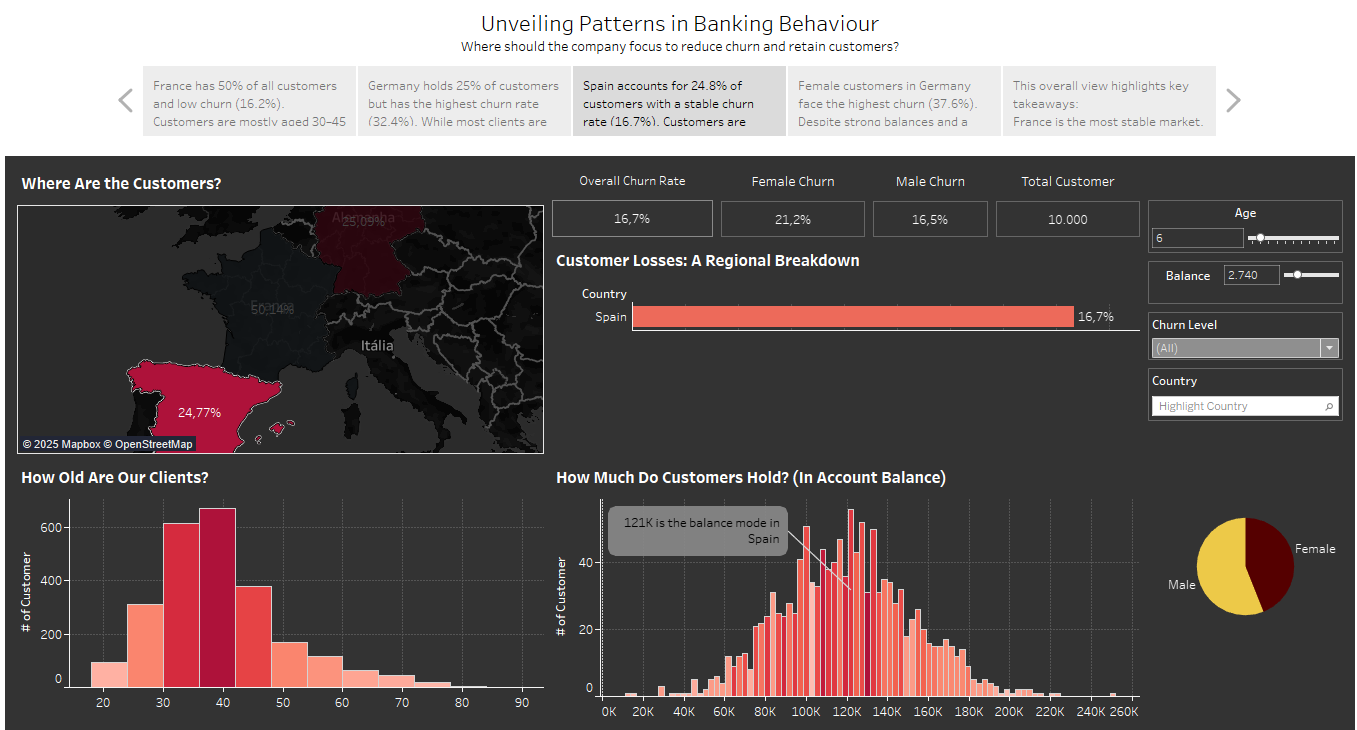 Unveiling Patterns in Banking Behaviour
Where should the company focus to reduce churn and retain customers?
France has 50% of all customers
and low churn (16.2%).
Customers are mostly aged 30–45
Germany holds 25% of customers
but has the highest churn rate
(32.4%). While most clients are
Spain accounts for 24.8% of
customers with a stable churn
rate (16.7%). Customers are
Female customers in Germany
face the highest churn (37.6%).
Despite strong balances and a
This overall view highlights key
takeaways:
France is the most stable market.
Where Are the Customers?
Alemanha
25,09%
France
50,14%
Itália
24,77%
© 2025 Mapbox © OpenStreetMap
Overall Churn Rate
16,7%
Female Churn
21,2%
Male Churn
16,5%
Total Customer
10.000
Customer Losses: A Regional Breakdown
Country
Spain
16,7%
Age
6
Balance
2.740
Churn Level
(All)
Country
Highlight Country
How Old Are Our Clients?
# of Customer
600
400
200
0
20 30 40 50 60 70 80 90
How Much Do Customers Hold? (In Account Balance)
121K is the balance mode in
Spain
# of Customer
40
20
0
0K 20K 40K 60K 80K 100K 120K 140K 160K 180K 200K 220K 240K 260K
Female
Male